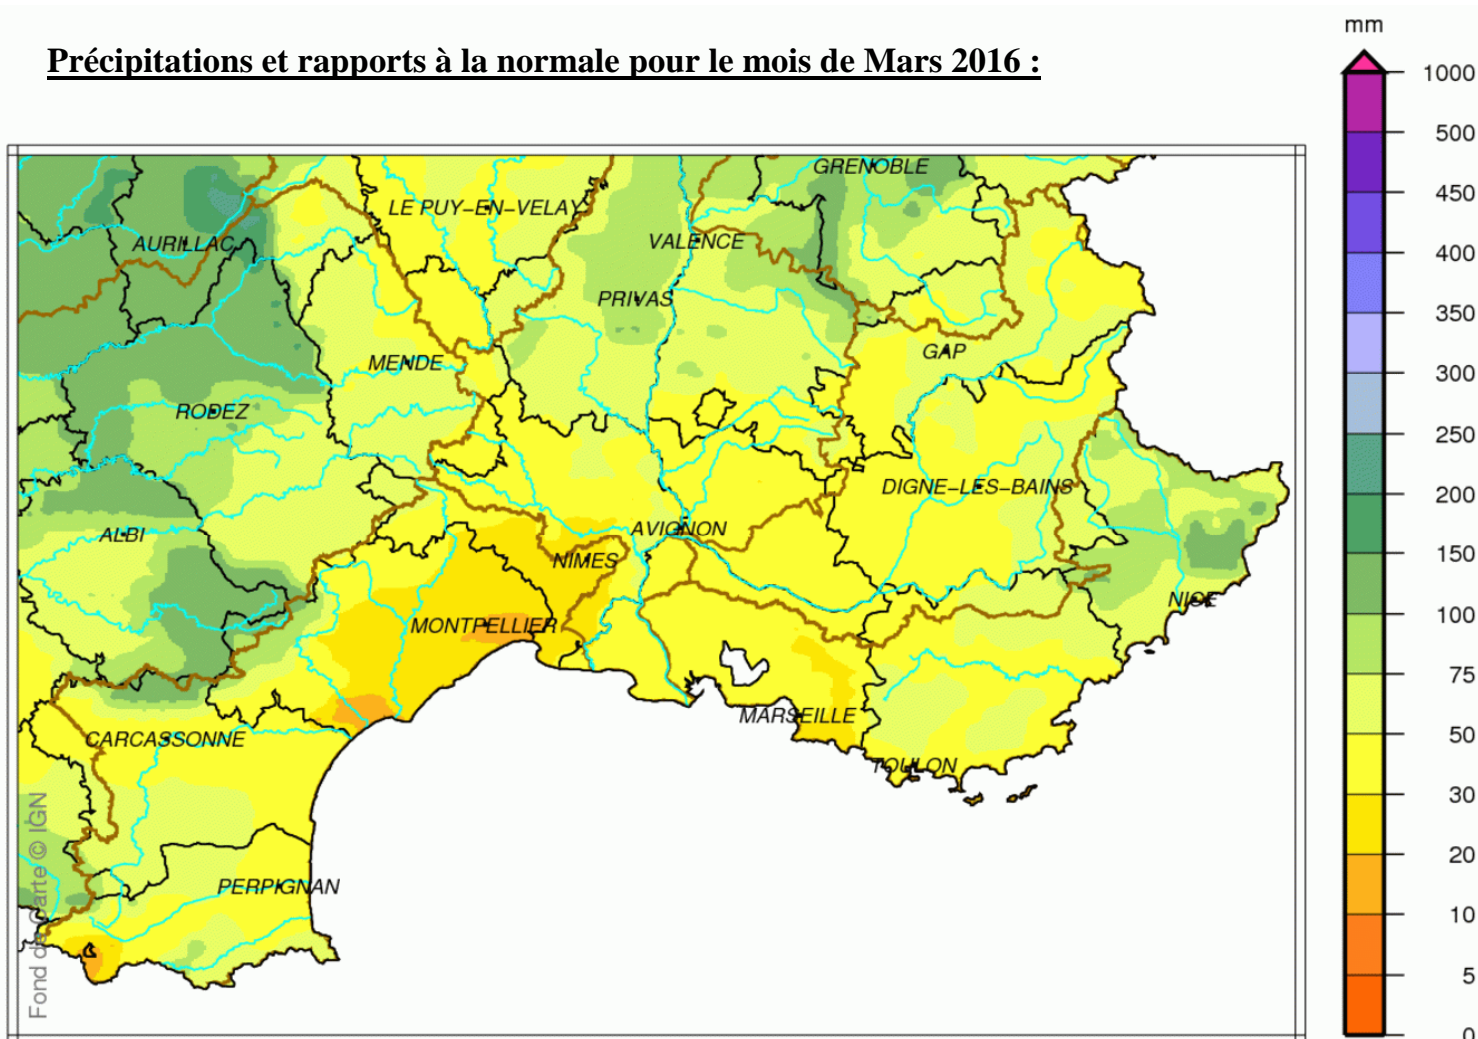 Précipitations et rapports à la normale pour le mois de Mars 2016 :
mm
1000
500
450
400
350
300
250
200
150
100
75
50
30
20
10
5
0
GRENOBLE
LE PUY-EN-VELAY
AURILLAC
VALENCE
PRIVAS
GAP
MENDE
RODEZ
DIGNE-LES-BAINS
AVIGNON
ALBI
NIMES
NICE
MONTPELLIER
MARSEILLE
CARCASSONNE
TOULON
PERPIGNAN
Fond de Carte © IGN